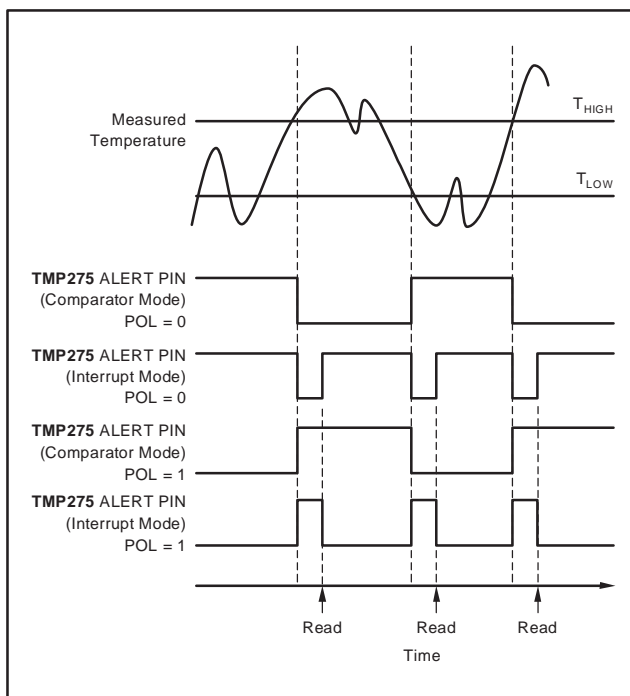 T_HIGH
Measured
Temperature
T_LOW
TMP275 ALERT PIN
(Comparator Mode)
POL = 0
TMP275 ALERT PIN
(Interrupt Mode)
POL = 0
TMP275 ALERT PIN
(Comparator Mode)
POL = 1
TMP275 ALERT PIN
(Interrupt Mode)
POL = 1
Read Read Read
Time